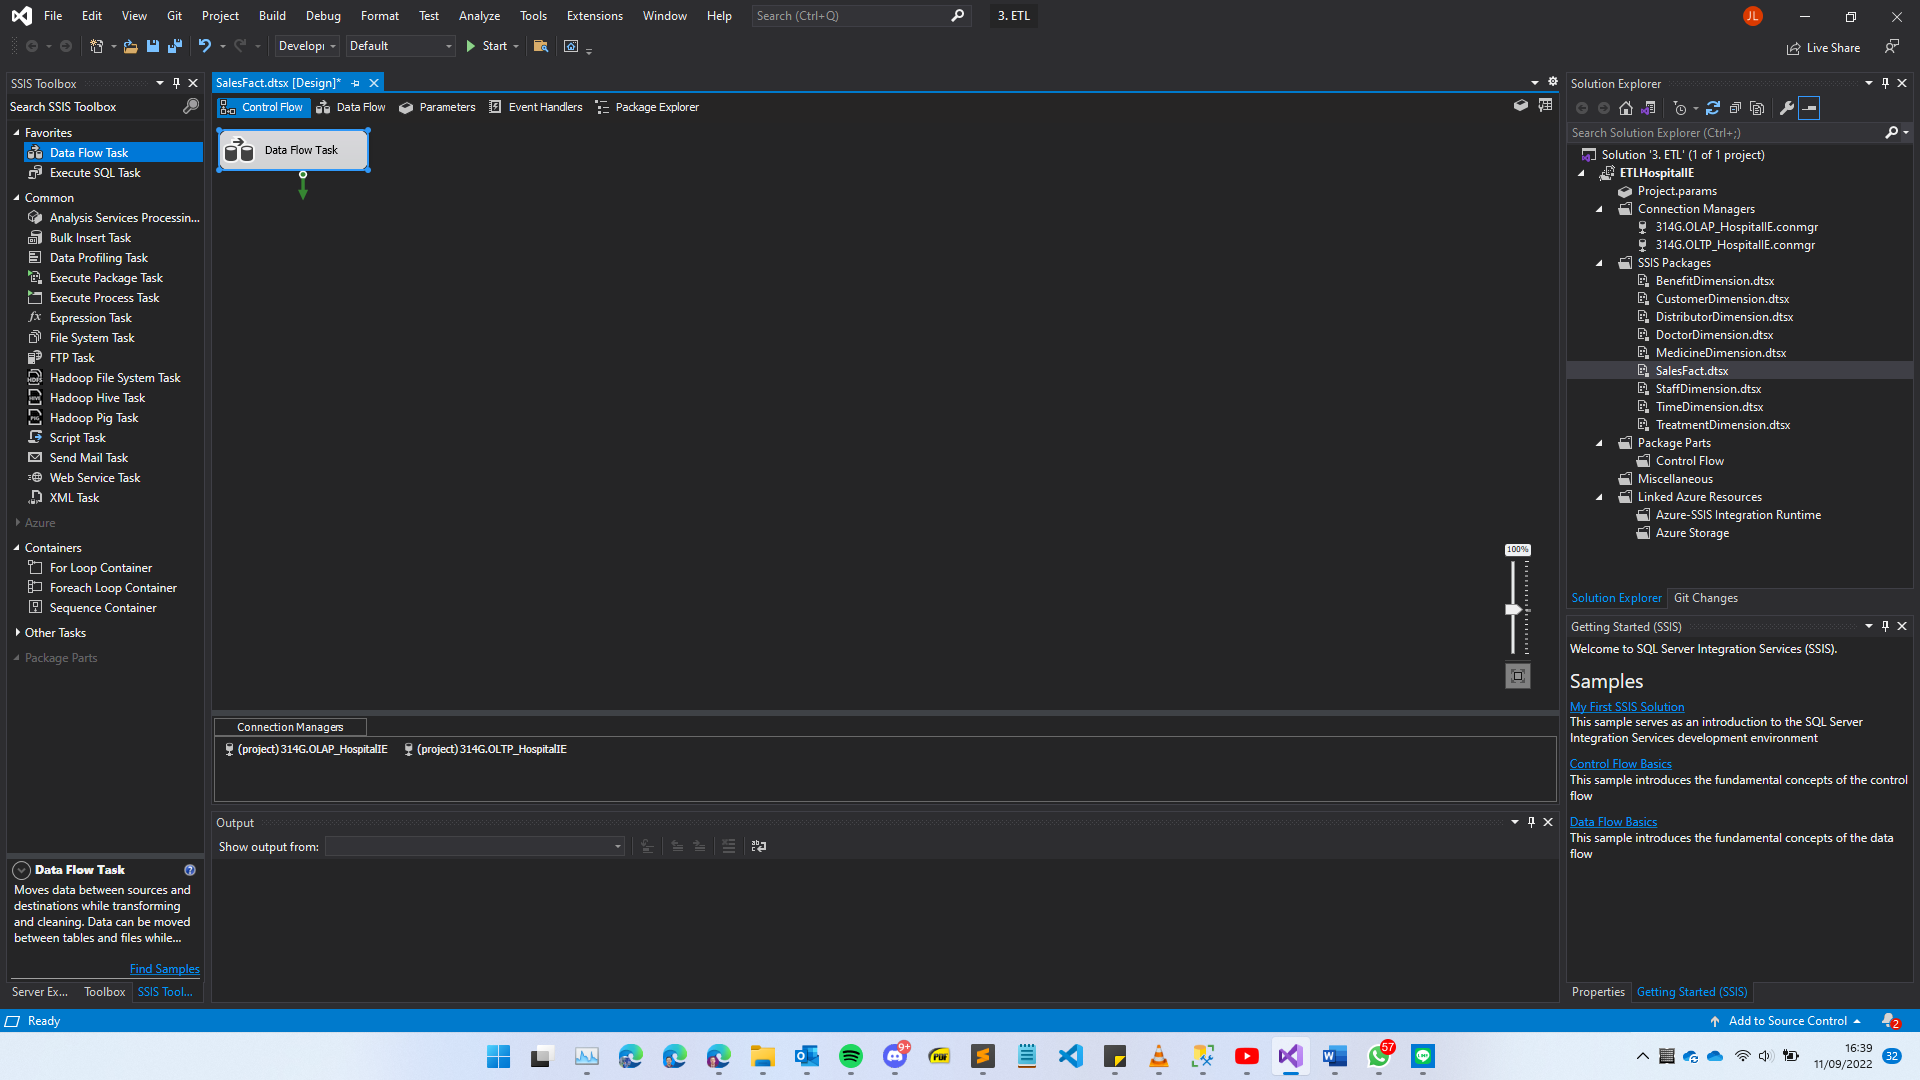 File Edit View Git Project Build Debug Format Test Analyze Tools Extensions Window Help Search (Ctrl+Q) 3. ETL JL
Developı Default Start Live Share
SSIS Toolbox
Search SSIS Toolbox
Favorites
Data Flow Task
Execute SQL Task
Common
Analysis Services Processin...
Bulk Insert Task
Data Profiling Task
Execute Package Task
Execute Process Task
Expression Task
File System Task
FTP Task
Hadoop File System Task
Hadoop Hive Task
Hadoop Pig Task
Script Task
Send Mail Task
Web Service Task
XML Task
Azure
Containers
For Loop Container
Foreach Loop Container
Sequence Container
Other Tasks
Package Parts
Data Flow Task
Moves data between sources and
destinations while transforming
and cleaning. Data can be moved
between tables and files while...
Find Samples
Server Ex... Toolbox SSIS Tool...
SalesFact.dtsx [Design]*
Control Flow Data Flow Parameters Event Handlers Package Explorer
Data Flow Task
100%
Connection Managers
(project) 314G.OLAP_HospitalIE (project) 314G.OLTP_HospitalIE
Output
Show output from:
Solution Explorer
Search Solution Explorer (Ctrl+;)
Solution '3. ETL' (1 of 1 project)
ETLHospitalIE
Project.params
Connection Managers
314G.OLAP_HospitalIE.conmgr
314G.OLTP_HospitalIE.conmgr
SSIS Packages
BenefitDimension.dtsx
CustomerDimension.dtsx
DistributorDimension.dtsx
DoctorDimension.dtsx
MedicineDimension.dtsx
SalesFact.dtsx
StaffDimension.dtsx
TimeDimension.dtsx
TreatmentDimension.dtsx
Package Parts
Control Flow
Miscellaneous
Linked Azure Resources
Azure-SSIS Integration Runtime
Azure Storage
Solution Explorer Git Changes
Getting Started (SSIS)
Welcome to SQL Server Integration Services (SSIS).
Samples
My First SSIS Solution
This sample serves as an introduction to the SQL Server
Integration Services development environment
Control Flow Basics
This sample introduces the fundamental concepts of the control
flow
Data Flow Basics
This sample introduces the fundamental concepts of the data
flow
Properties Getting Started (SSIS)
Ready Add to Source Control 2
9+ PDF 57 16:39
11/09/2022 32